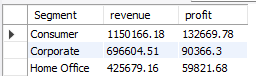 Segment revenue profit
Consumer 1150166.18 132669.78
Corporate 696604.51 90366.3
Home Office 425679.16 59821.68